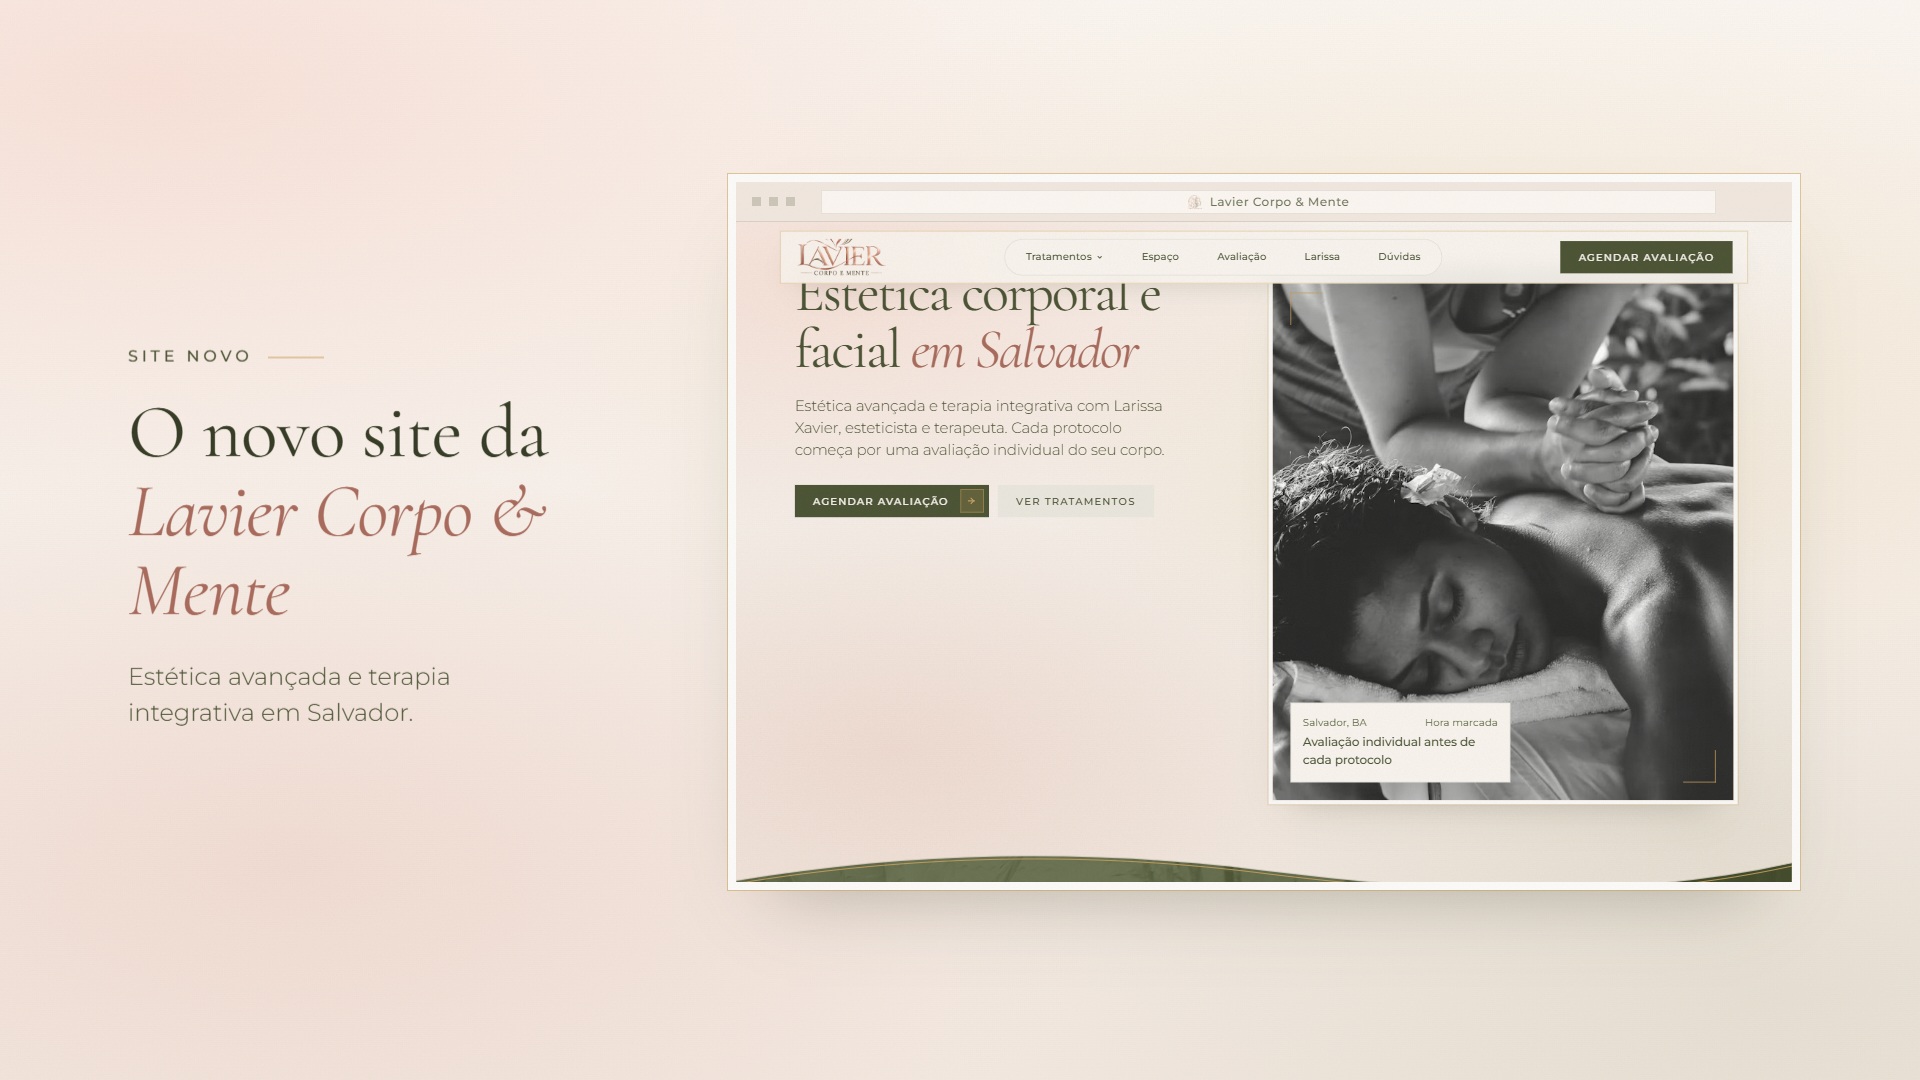 SITE NOVO
O novo site da
Lavier Corpo &
Mente
Estética avançada e terapia
integrativa em Salvador.
Lavier Corpo & Mente
LAVIER
CORPO E MENTE
Tratamentos
Espaço
Avaliação
Larissa
Dúvidas
AGENDAR AVALIAÇÃO
Estética corporal e
facial em Salvador
Estética avançada e terapia integrativa com Larissa
Xavier, esteticista e terapeuta. Cada protocolo
começa por uma avaliação individual do seu corpo.
AGENDAR AVALIAÇÃO
VER TRATAMENTOS
Salvador, BA
Hora marcada
Avaliação individual antes de
cada protocolo